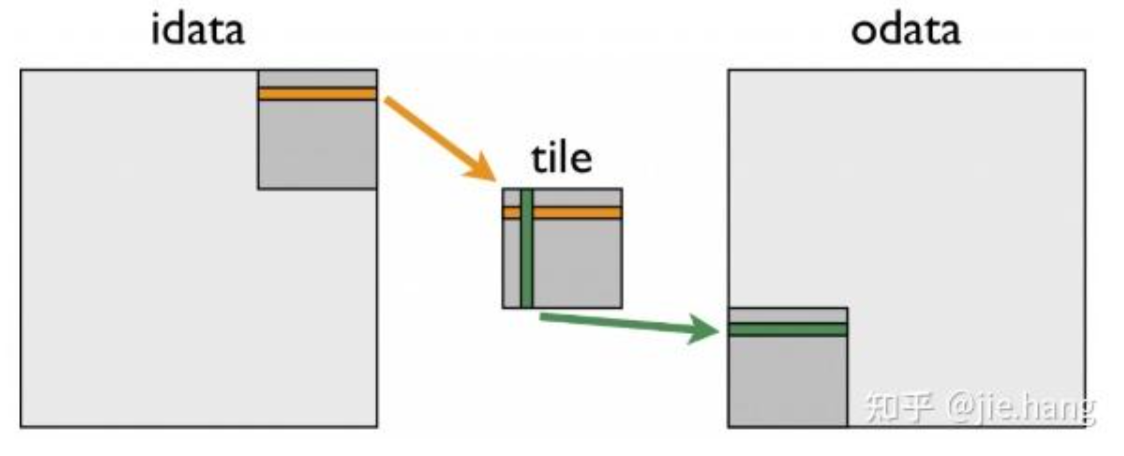 idata
odata
tile
知乎 @jie.hang